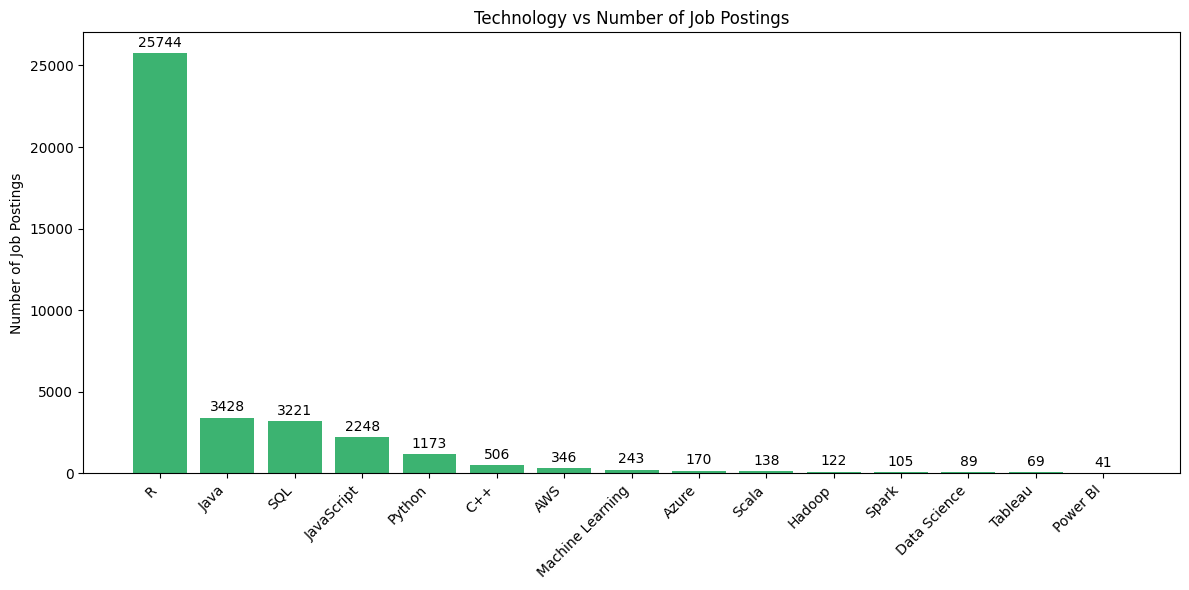 Technology vs Number of Job Postings
Number of Job Postings
25000
20000
15000
10000
5000
0
25744
3428
3221
2248
1173
506
346
243
170
138
122
105
89
69
41
R
Java
SQL
JavaScript
Python
C++
AWS
Machine Learning
Azure
Scala
Hadoop
Spark
Data Science
Tableau
Power BI